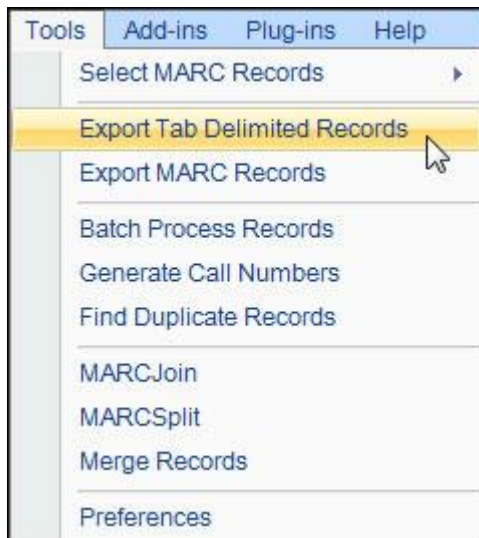 Tools Add-ins Plug-ins Help
Select MARC Records
Export Tab Delimited Records
Export MARC Records
Batch Process Records
Generate Call Numbers
Find Duplicate Records
MARCJoin
MARCSplit
Merge Records
Preferences